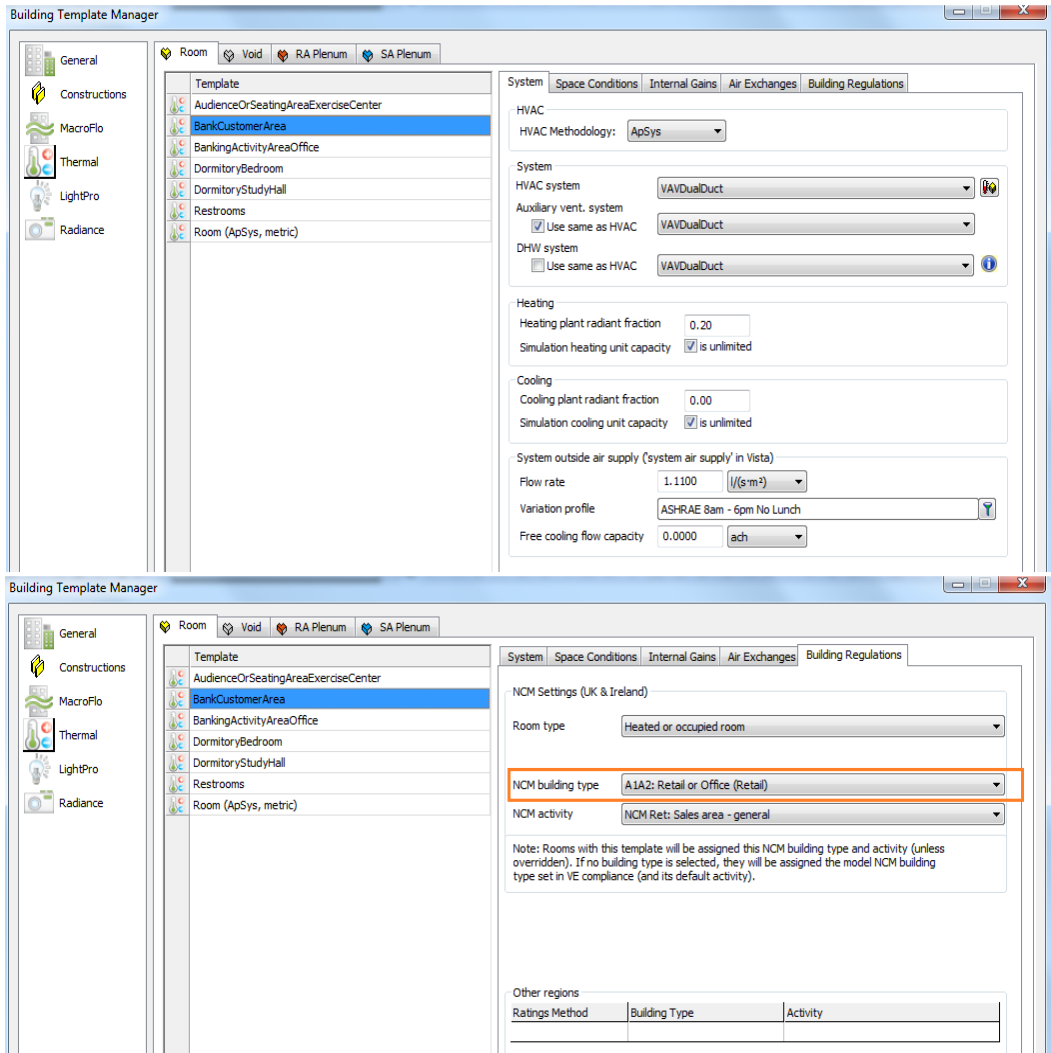 Building Template Manager
General
Constructions
MacroFlo
Thermal
LightPro
Radiance
Room Void RA Plenum SA Plenum
Template
AudienceOrSeatingAreaExerciseCenter
BankCustomerArea
BankingActivityAreaOffice
DormitoryBedroom
DormitoryStudyHall
Restrooms
Room (ApSys, metric)
System Space Conditions Internal Gains Air Exchanges Building Regulations
HVAC
HVAC Methodology: ApSys
System
HVAC system VAVDualDuct
Auxiliary vent. system
Use same as HVAC VAVDualDuct
DHW system
Use same as HVAC VAVDualDuct
Heating
Heating plant radiant fraction 0.20
Simulation heating unit capacity is unlimited
Cooling
Cooling plant radiant fraction 0.00
Simulation cooling unit capacity is unlimited
System outside air supply ('system air supply' in Vista)
Flow rate 1.1100 l/(s·m²)
Variation profile ASHRAE 8am - 6pm No Lunch
Free cooling flow capacity 0.0000 ach
Building Template Manager
General
Constructions
MacroFlo
Thermal
LightPro
Radiance
Room Void RA Plenum SA Plenum
Template
AudienceOrSeatingAreaExerciseCenter
BankCustomerArea
BankingActivityAreaOffice
DormitoryBedroom
DormitoryStudyHall
Restrooms
Room (ApSys, metric)
System Space Conditions Internal Gains Air Exchanges Building Regulations
NCM Settings (UK & Ireland)
Room type Heated or occupied room
NCM building type A1A2: Retail or Office (Retail)
NCM activity NCM Ret: Sales area - general
Note: Rooms with this template will be assigned this NCM building type and activity (unless
overridden). If no building type is selected, they will be assigned the model NCM building
type set in VE compliance (and its default activity).
Other regions
Ratings Method Building Type Activity